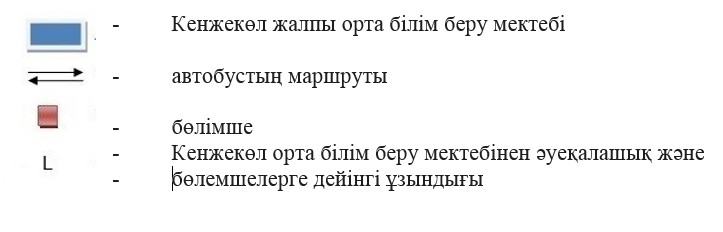 - Кенжекөл жалпы орта білім беру мектебі
- автобустың маршруты
- бөлімше
L - Кенжекөл орта білім беру мектебінен әуеқалашық және
- бөлемшелерге дейінгі ұзындығы